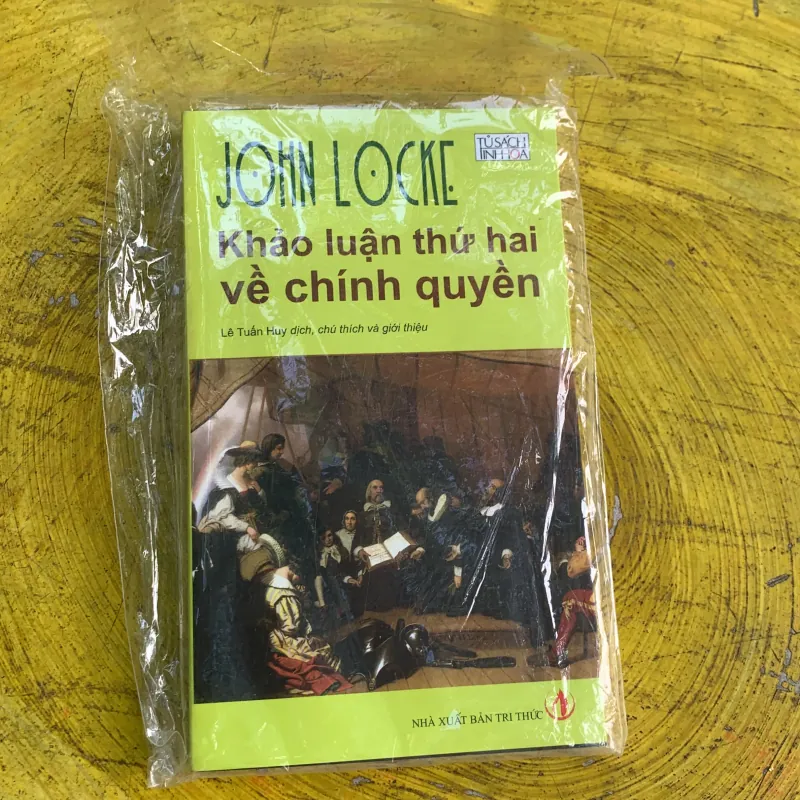 JOHN LOCKE
TỦ SÁCH
TINH HOA
Khảo luận thứ hai
về chính quyền
Lê Tuấn Huy dịch, chú thích và giới thiệu
NHÀ XUẤT BẢN TRI THỨC